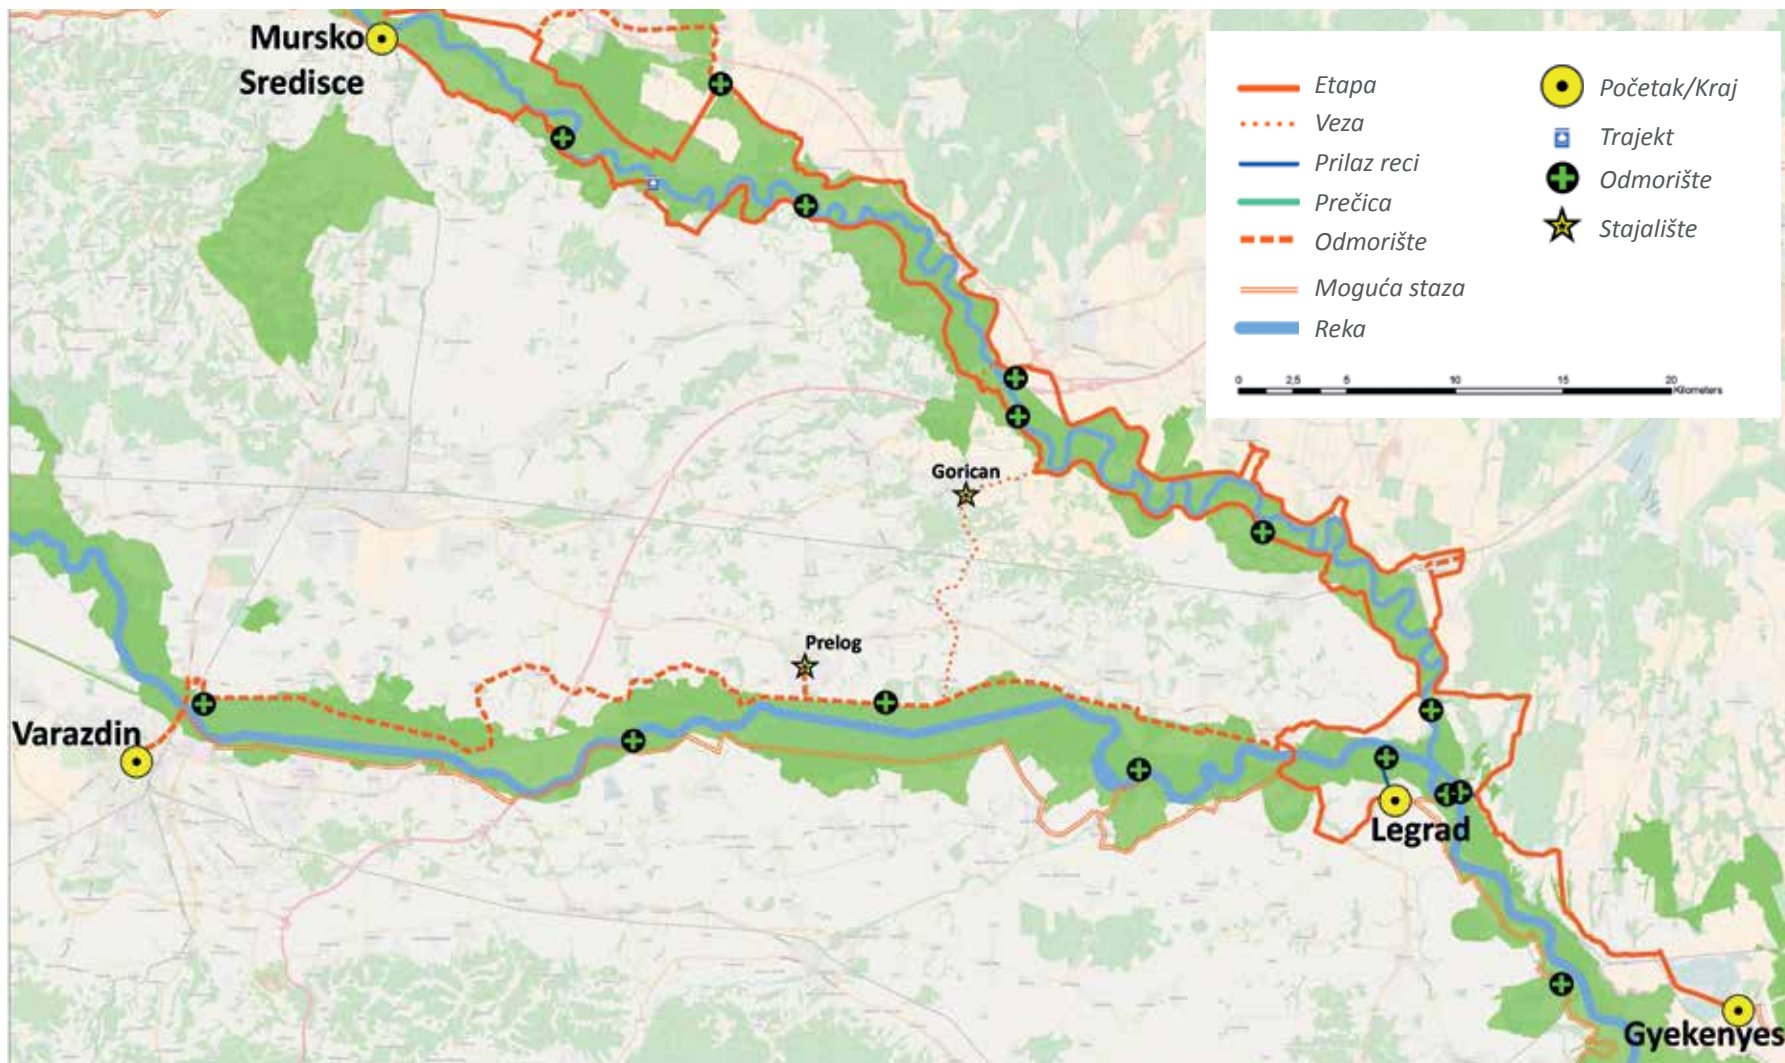 Mursko
Sredisce
Etapa
Veza
Prilaz reci
Prečica
Odmorište
Moguća staza
Reka
Početak/Kraj
Trajekt
Odmorište
Stajalište
0 2,5 5 10 15 20
Kilometers
Gorican
Prelog
Varazdin
Legrad
Gyekenyes